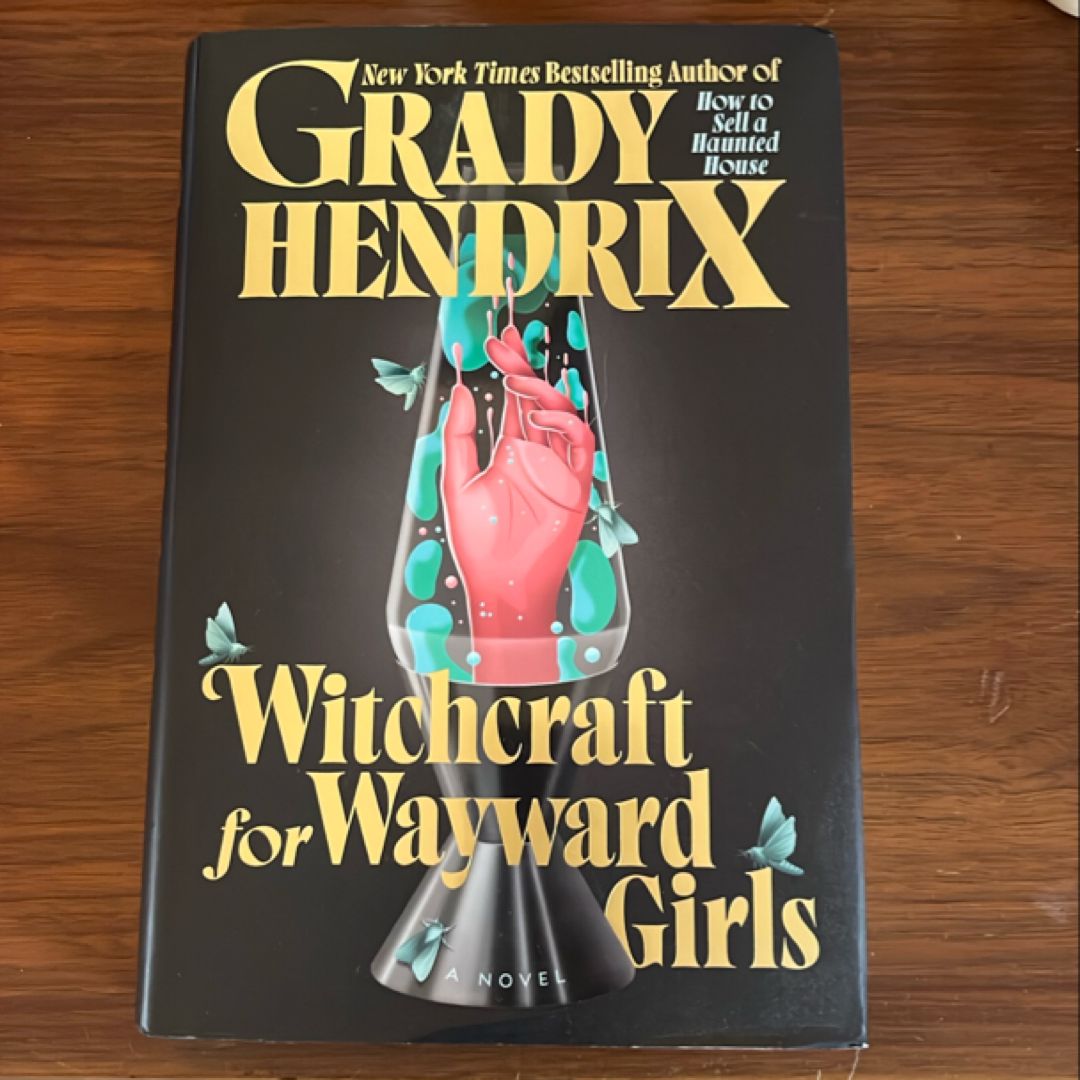 New York Times Bestselling Author of
How to
Sell a
Haunted
House
GRADY
HENDRIX
Witchcraft
for Wayward
Girls
A NOVEL